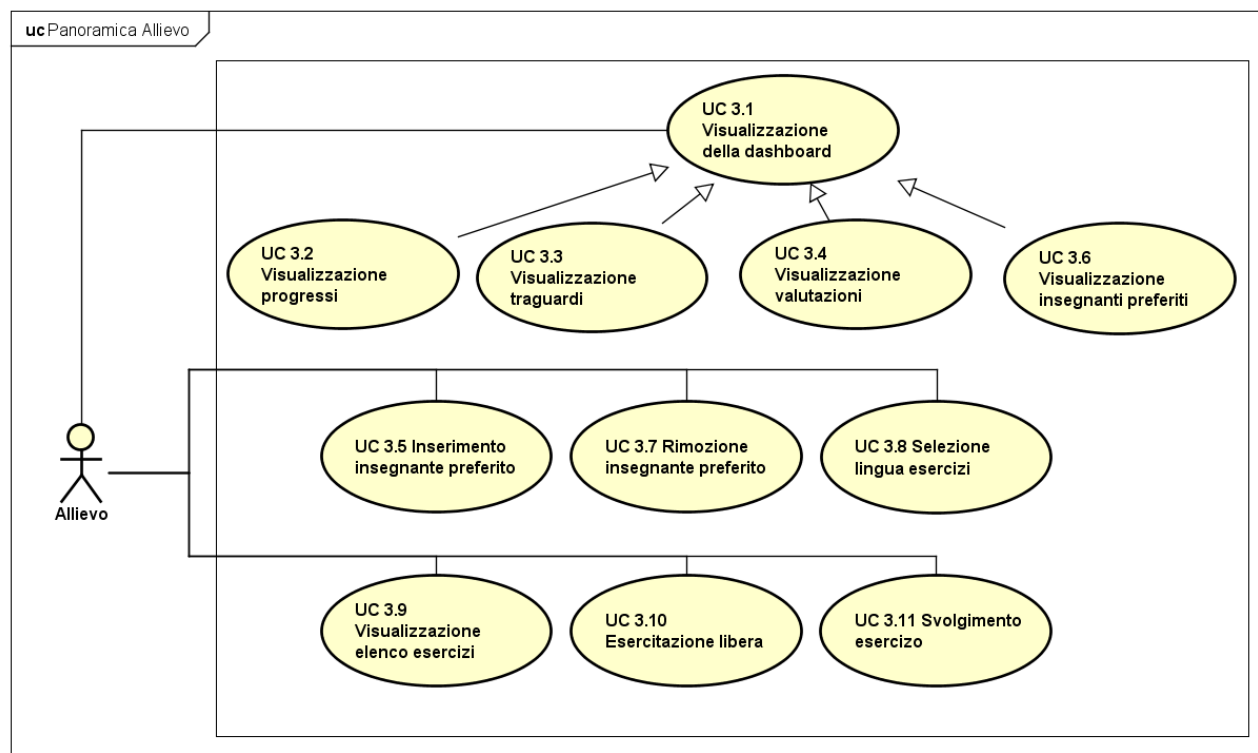 uc Panoramica Allievo
UC 3.1
Visualizzazione
della dashboard
UC 3.2
Visualizzazione
progressi
UC 3.3
Visualizzazione
traguardi
UC 3.4
Visualizzazione
valutazioni
UC 3.6
Visualizzazione
insegnanti preferiti
UC 3.5 Inserimento
insegnante preferito
UC 3.7 Rimozione
insegnante preferito
UC 3.8 Selezione
lingua esercizi
Allievo
UC 3.9
Visualizzazione
elenco esercizi
UC 3.10
Esercitazione libera
UC 3.11 Svolgimento
esercizo